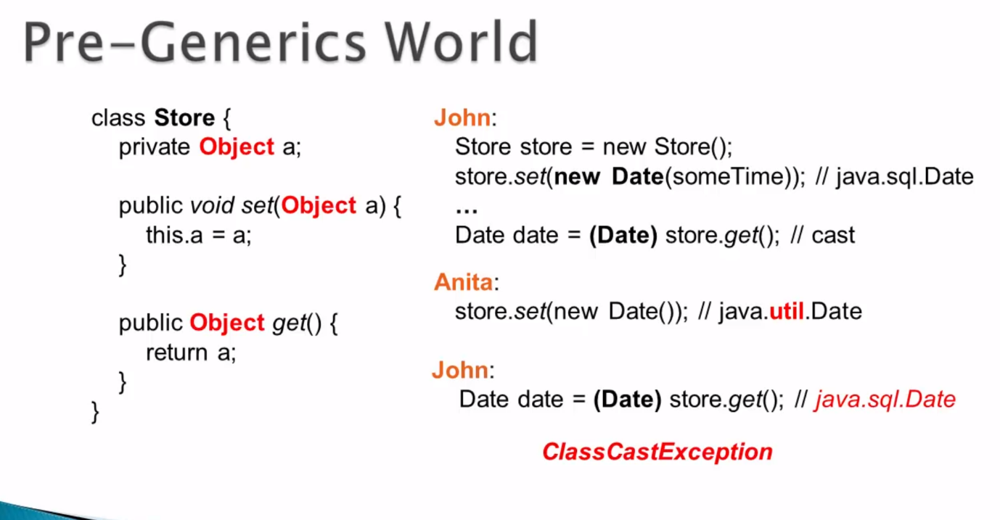 Pre-Generics World
class Store {
private Object a;
public void set(Object a) {
this.a = a;
}
public Object get() {
return a;
}
}
John:
Store store = new Store();
store.set(new Date(someTime)); // java.sql.Date
...
Date date = (Date) store.get(); // cast
Anita:
store.set(new Date()); // java.util.Date
John:
Date date = (Date) store.get(); // java.sql.Date
ClassCastException